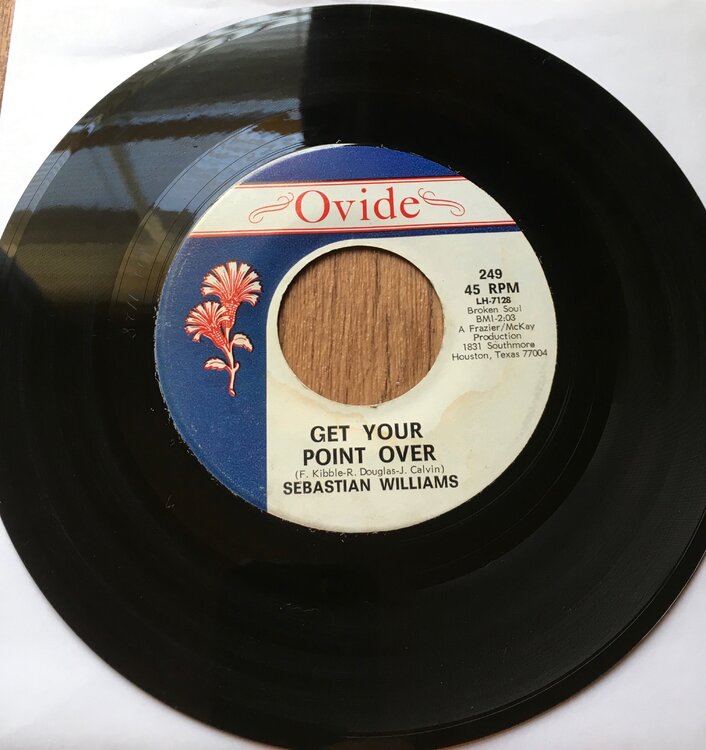 Ovide
249
45 RPM
LH-7128
Broken Soul
BMI-2:03
A Frazier/McKay
Production
1831 Southmore
Houston, Texas 77004
GET YOUR
POINT OVER
(F. Kibble-R. Douglas-J. Calvin)
SEBASTIAN WILLIAMS